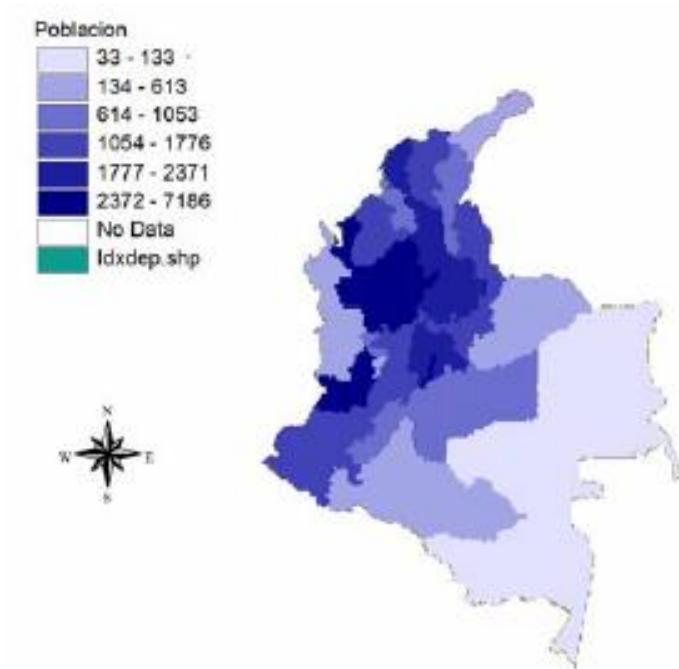 Poblacion
33 - 133
134 - 613
614 - 1053
1054 - 1776
1777 - 2371
2372 - 7186
No Data
Idxdep.shp
N
W E
S